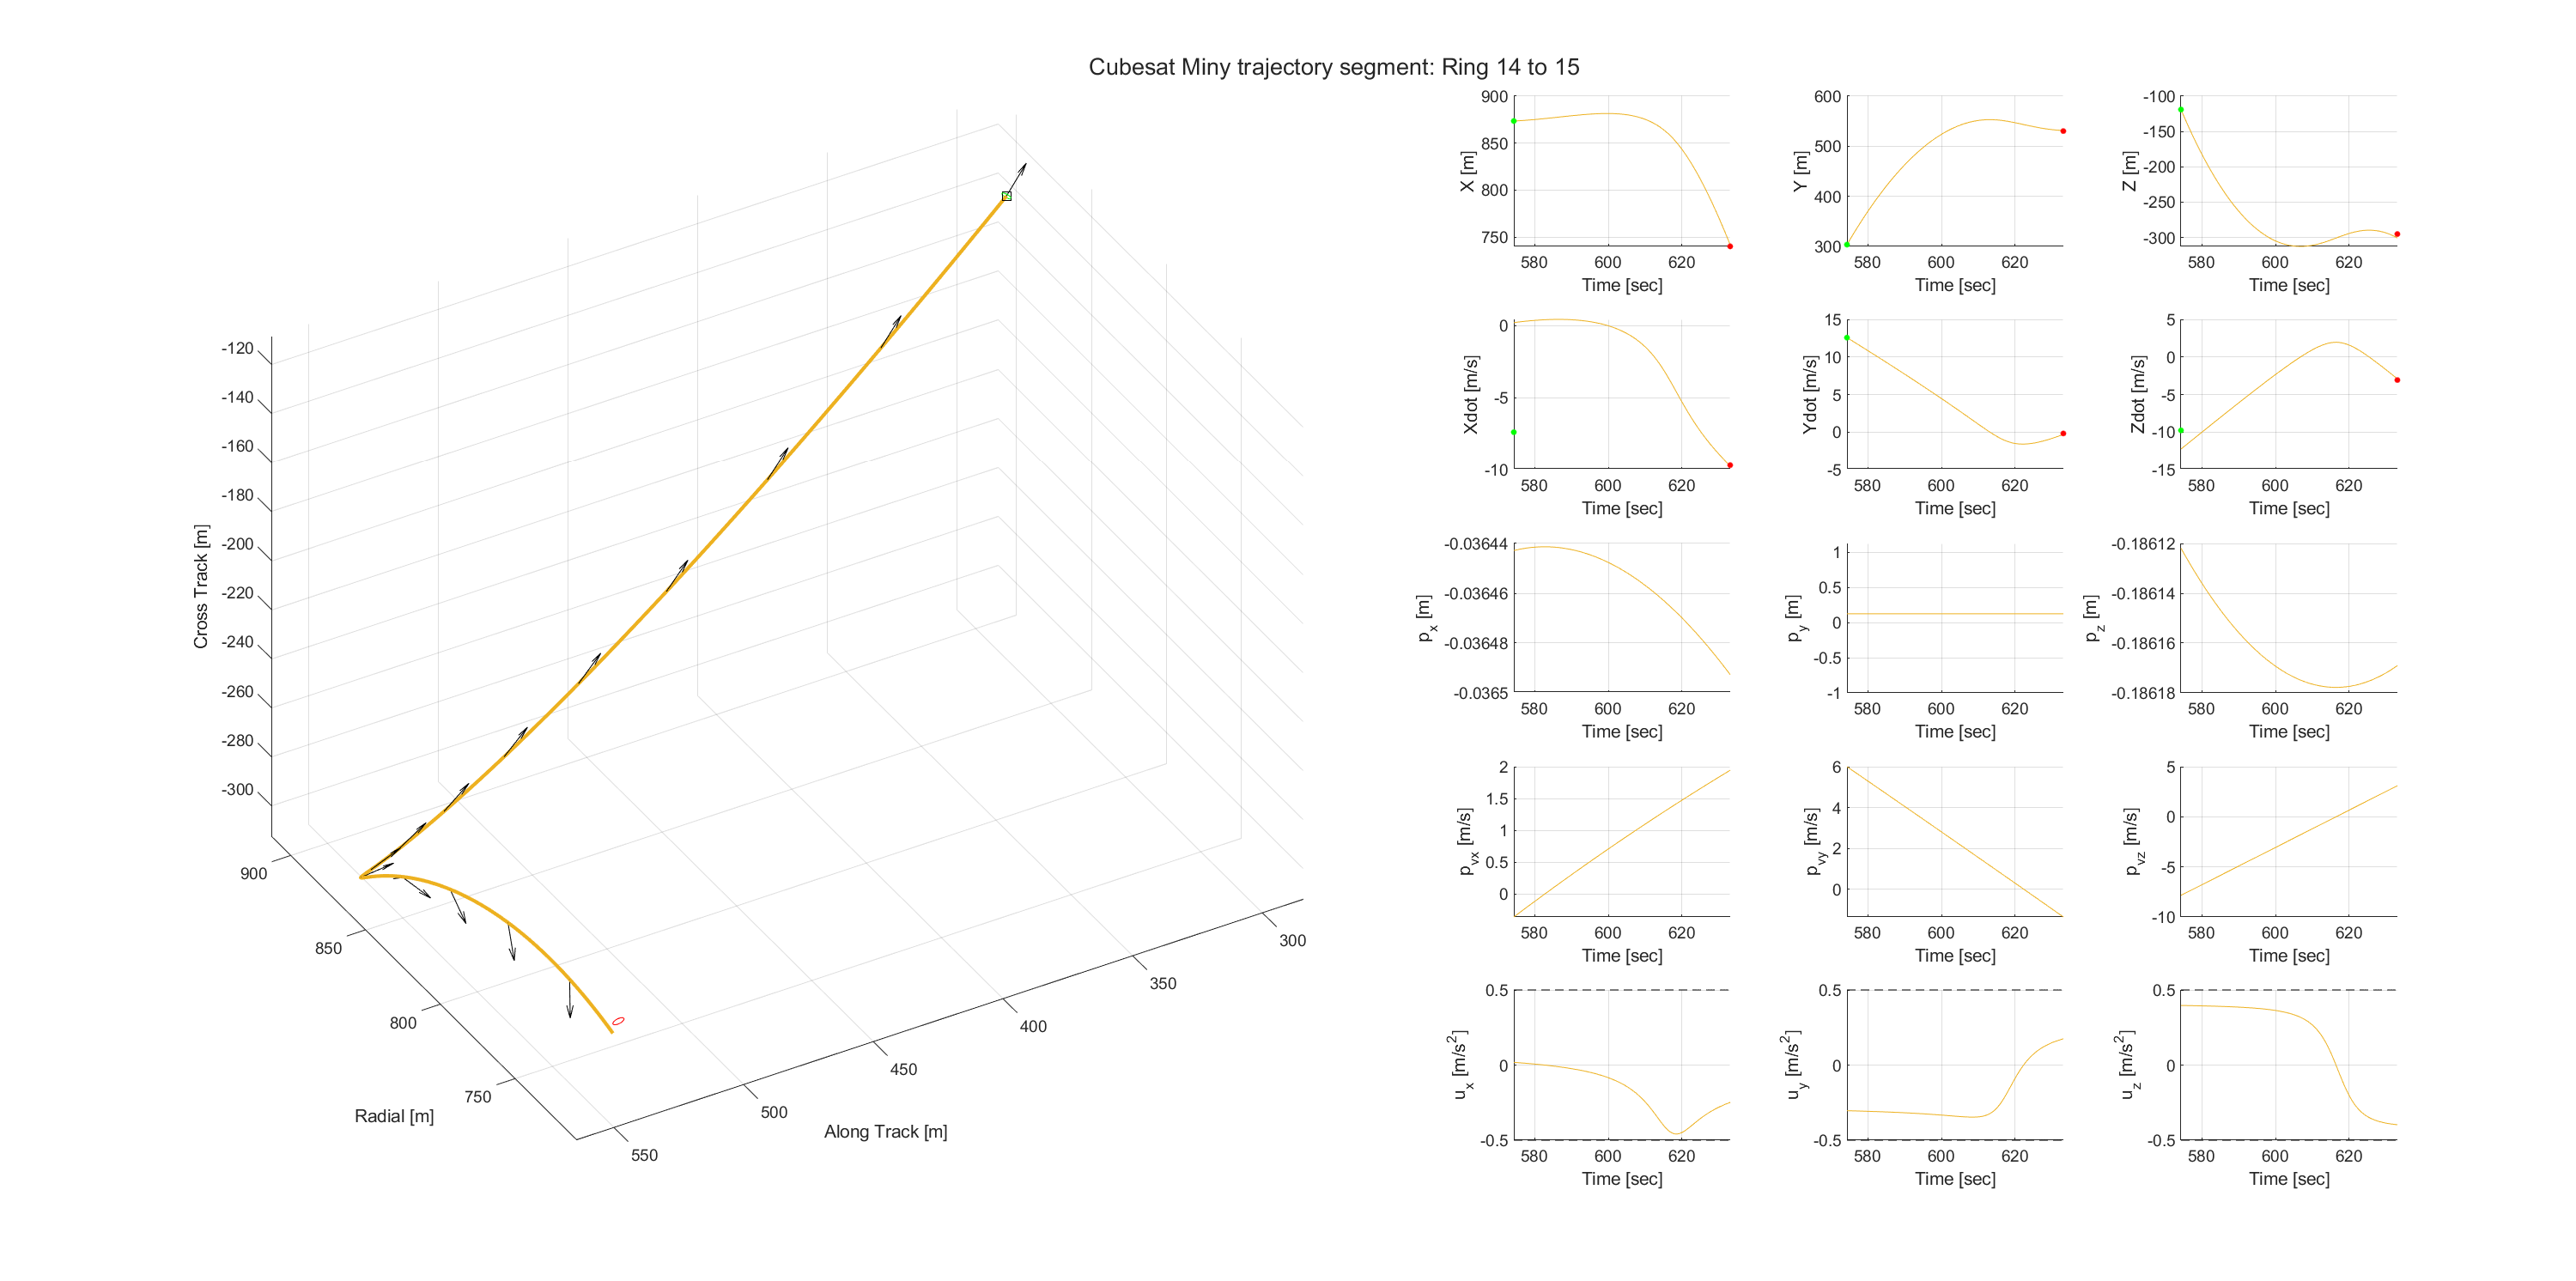 Cubesat Miny trajectory segment: Ring 14 to 15
-120
-140
-160
-180
-200
-220
-240
-260
-280
-300
Cross Track [m]
900
850
800
750
Radial [m]
550
500
450
400
350
300
Along Track [m]
900
850
800
750
X [m]
580 600 620
Time [sec]
600
500
400
300
Y [m]
580 600 620
Time [sec]
-100
-150
-200
-250
-300
Z [m]
580 600 620
Time [sec]
0
-5
-10
Xdot [m/s]
580 600 620
Time [sec]
15
10
5
0
-5
Ydot [m/s]
580 600 620
Time [sec]
5
0
-5
-10
-15
Zdot [m/s]
580 600 620
Time [sec]
-0.03644
-0.03646
-0.03648
-0.0365
p_x [m]
580 600 620
Time [sec]
1
0.5
0
-0.5
-1
p_y [m]
580 600 620
Time [sec]
-0.18612
-0.18614
-0.18616
-0.18618
p_z [m]
580 600 620
Time [sec]
2
1.5
1
0.5
0
p_vx [m/s]
580 600 620
Time [sec]
6
4
2
0
p_vy [m/s]
580 600 620
Time [sec]
5
0
-5
-10
p_vz [m/s]
580 600 620
Time [sec]
0.5
0
-0.5
u_x [m/s²]
580 600 620
Time [sec]
0.5
0
-0.5
u_y [m/s²]
580 600 620
Time [sec]
0.5
0
-0.5
u_z [m/s²]
580 600 620
Time [sec]